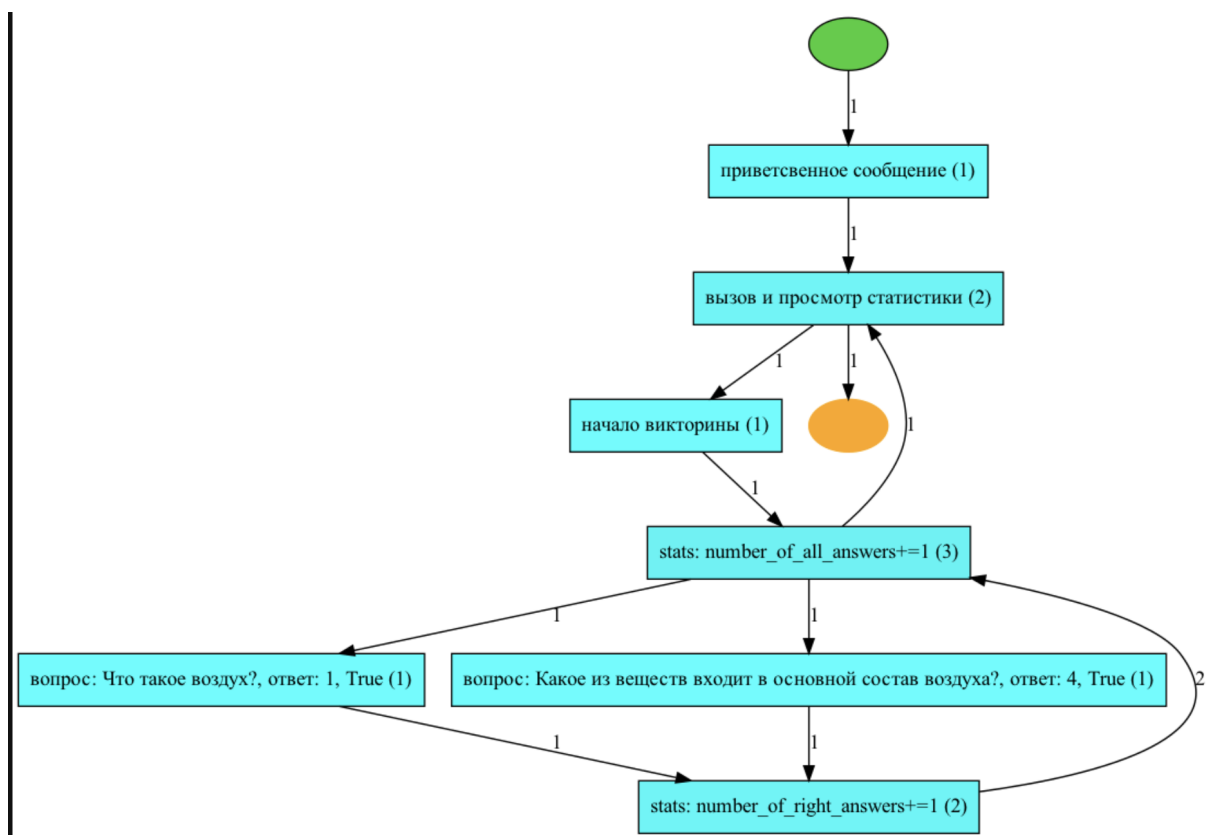 1
приветсвенное сообщение (1)
1
вызов и просмотр статистики (2)
1
1
начало викторины (1)
1
1
stats: number_of_all_answers+=1 (3)
1
1
вопрос: Что такое воздух?, ответ: 1, True (1)
вопрос: Какое из веществ входит в основной состав воздуха?, ответ: 4, True (1)
2
1
1
stats: number_of_right_answers+=1 (2)